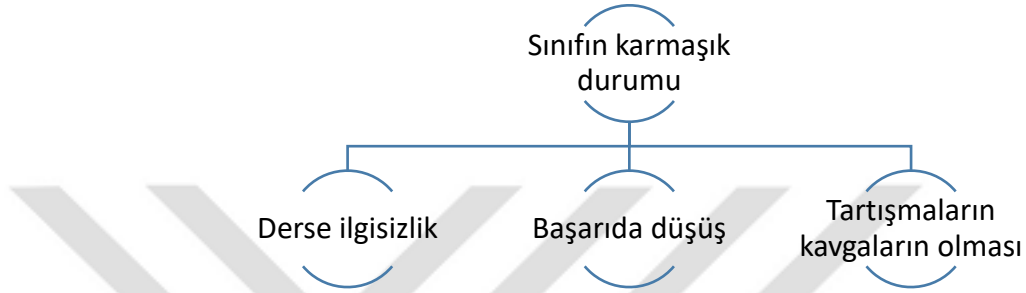 Sınıfın karmaşık
durumu
Derse ilgisizlik
Başarıda düşüş
Tartışmaların
kavgaların olması